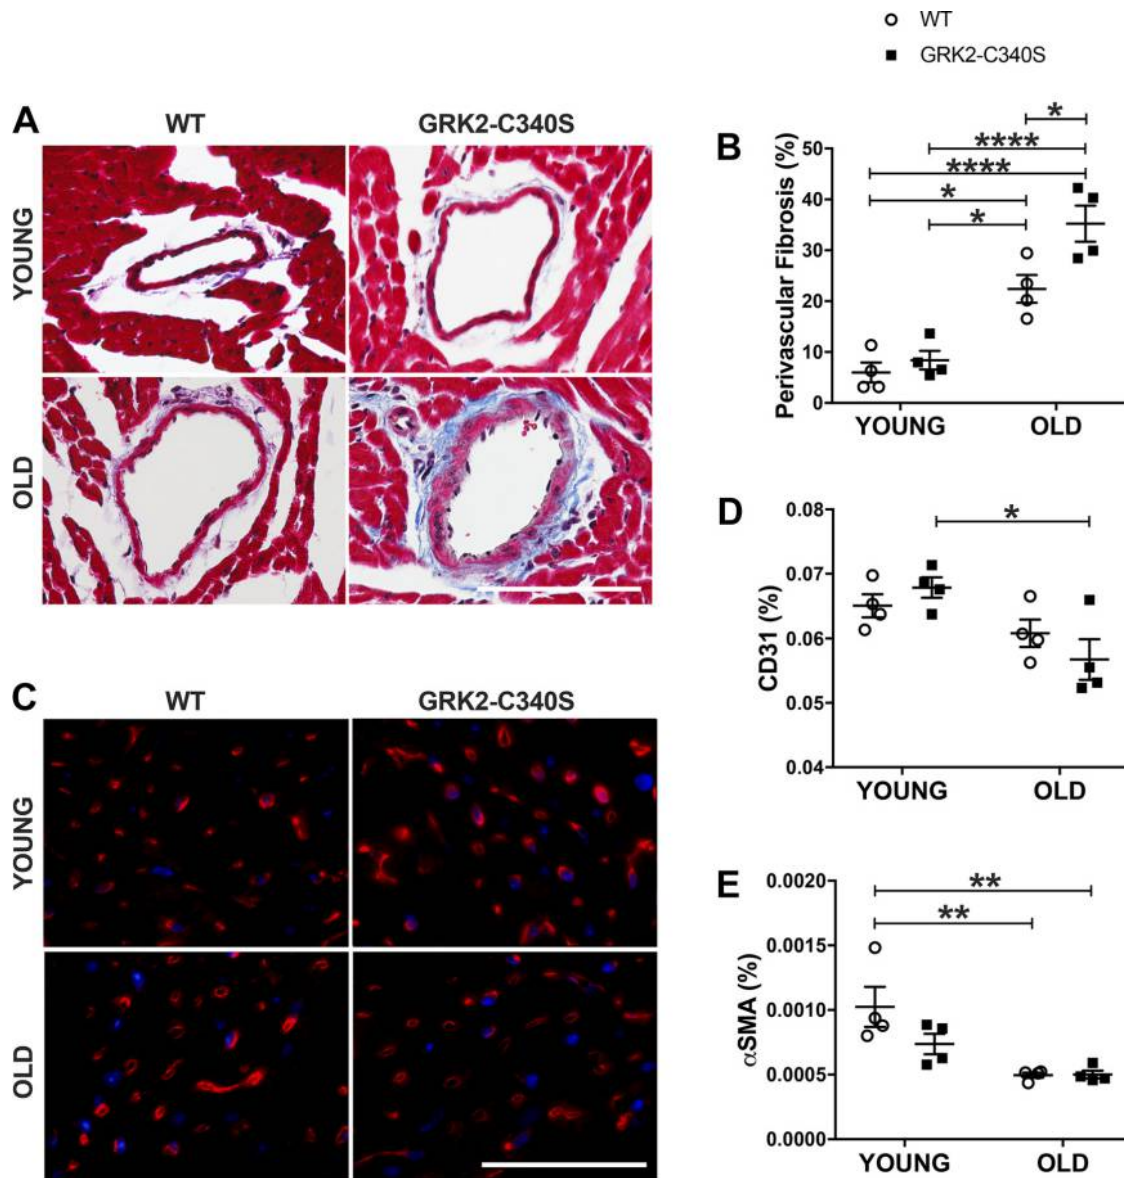 WT
GRK2-C340S
A
WT
GRK2-C340S
YOUNG
OLD
B
Perivascular Fibrosis (%)
50
40
30
20
10
0
*
****
****
*
*
YOUNG
OLD
C
WT
GRK2-C340S
YOUNG
OLD
D
CD31 (%)
0.08
0.07
0.06
0.05
0.04
*
YOUNG
OLD
E
αSMA (%)
0.0020
0.0015
0.0010
0.0005
0.0000
**
**
YOUNG
OLD